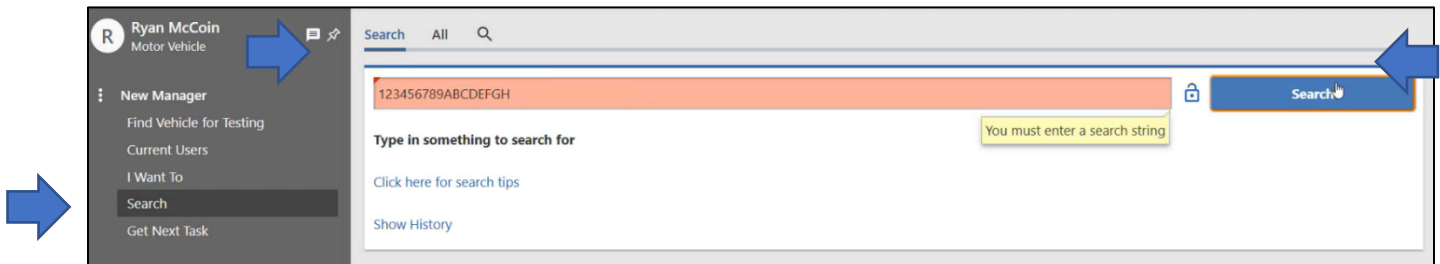 R
Ryan McCoin
Motor Vehicle
New Manager
Find Vehicle for Testing
Current Users
I Want To
Search
Get Next Task
Search All
123456789ABCDEFGH
Search
You must enter a search string
Type in something to search for
Click here for search tips
Show History